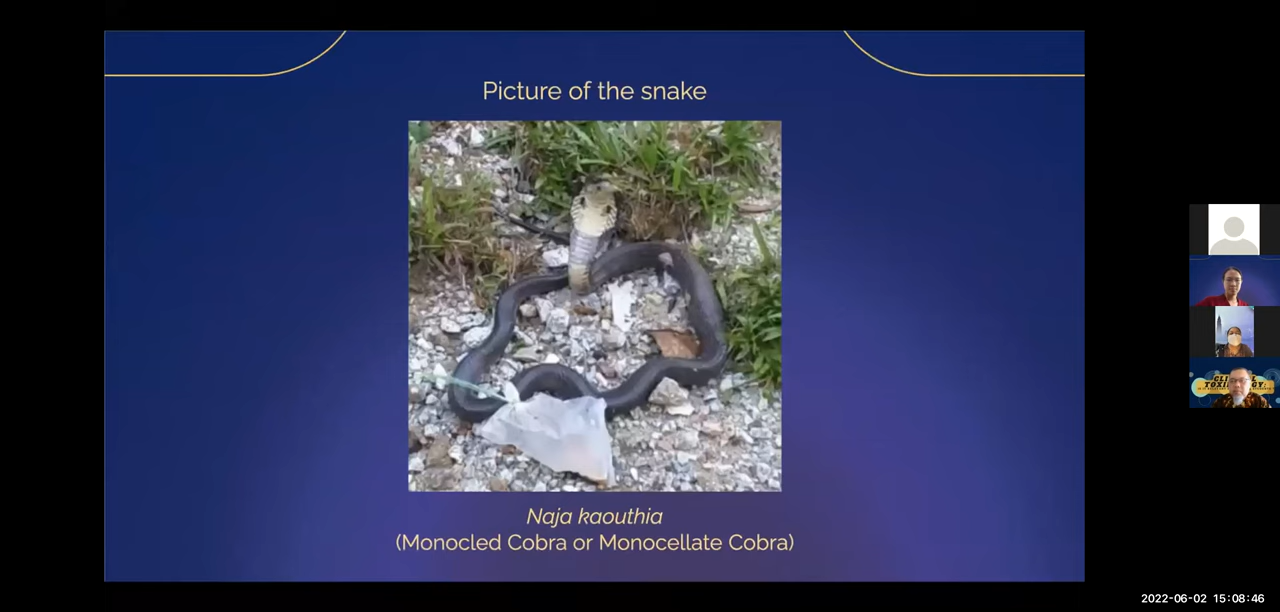 Picture of the snake
Naja kaouthia
(Monocled Cobra or Monocellate Cobra)
2022-06-02 15:08:46